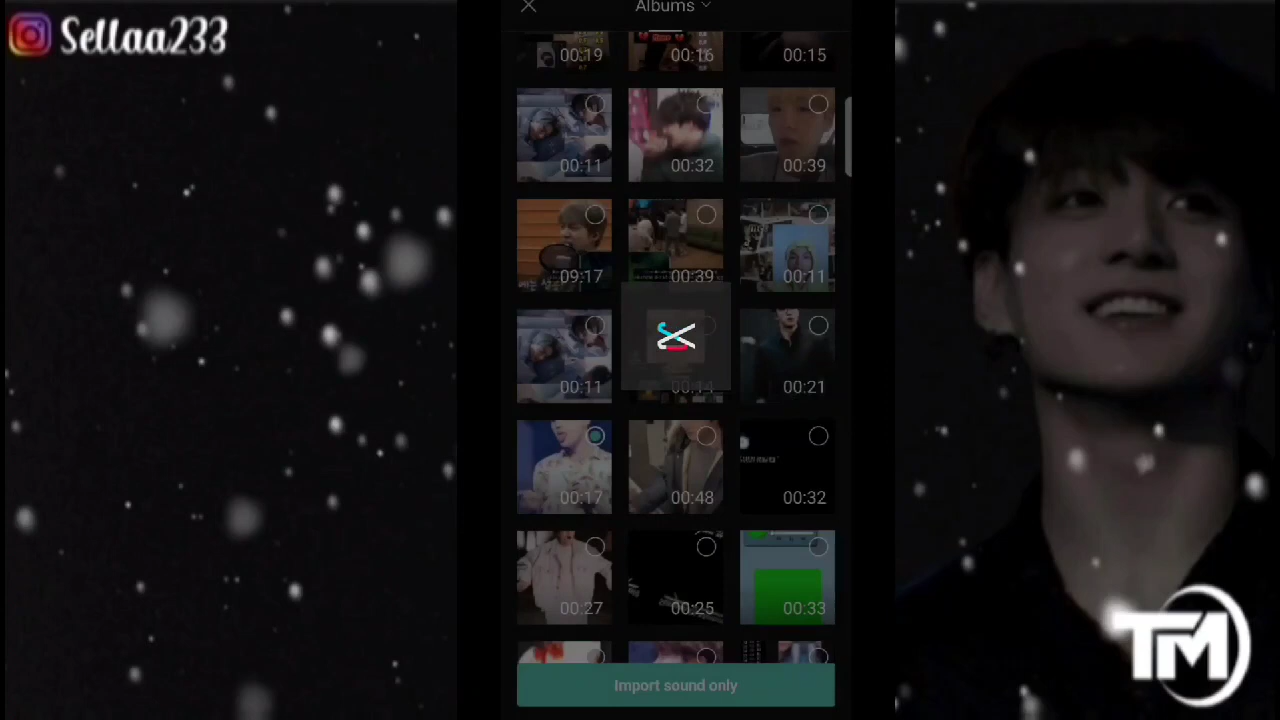 Sellaa233
Albums
00:19 00:16 00:15
00:11 00:32 00:39
09:17 00:39 00:11
00:11 00:14 00:21
00:17 00:48 00:32
00:27 00:25 00:33
Import sound only
TM